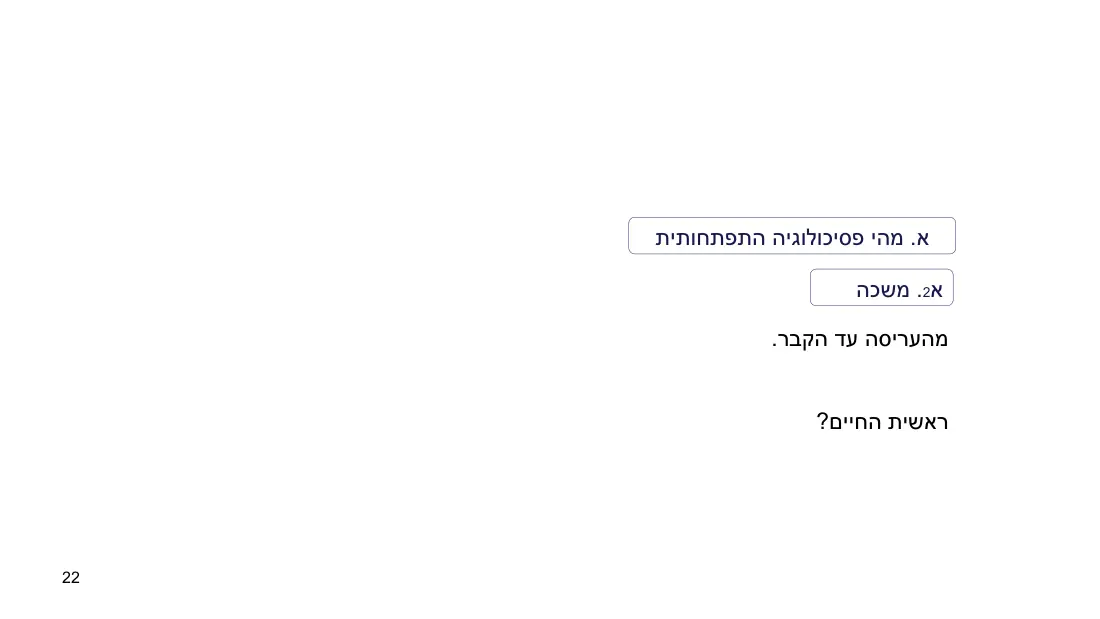 א. מהי פסיכולוגיה התפתחותית
א2. משכה
מהעריסה עד הקבר.
ראשית החיים?
22